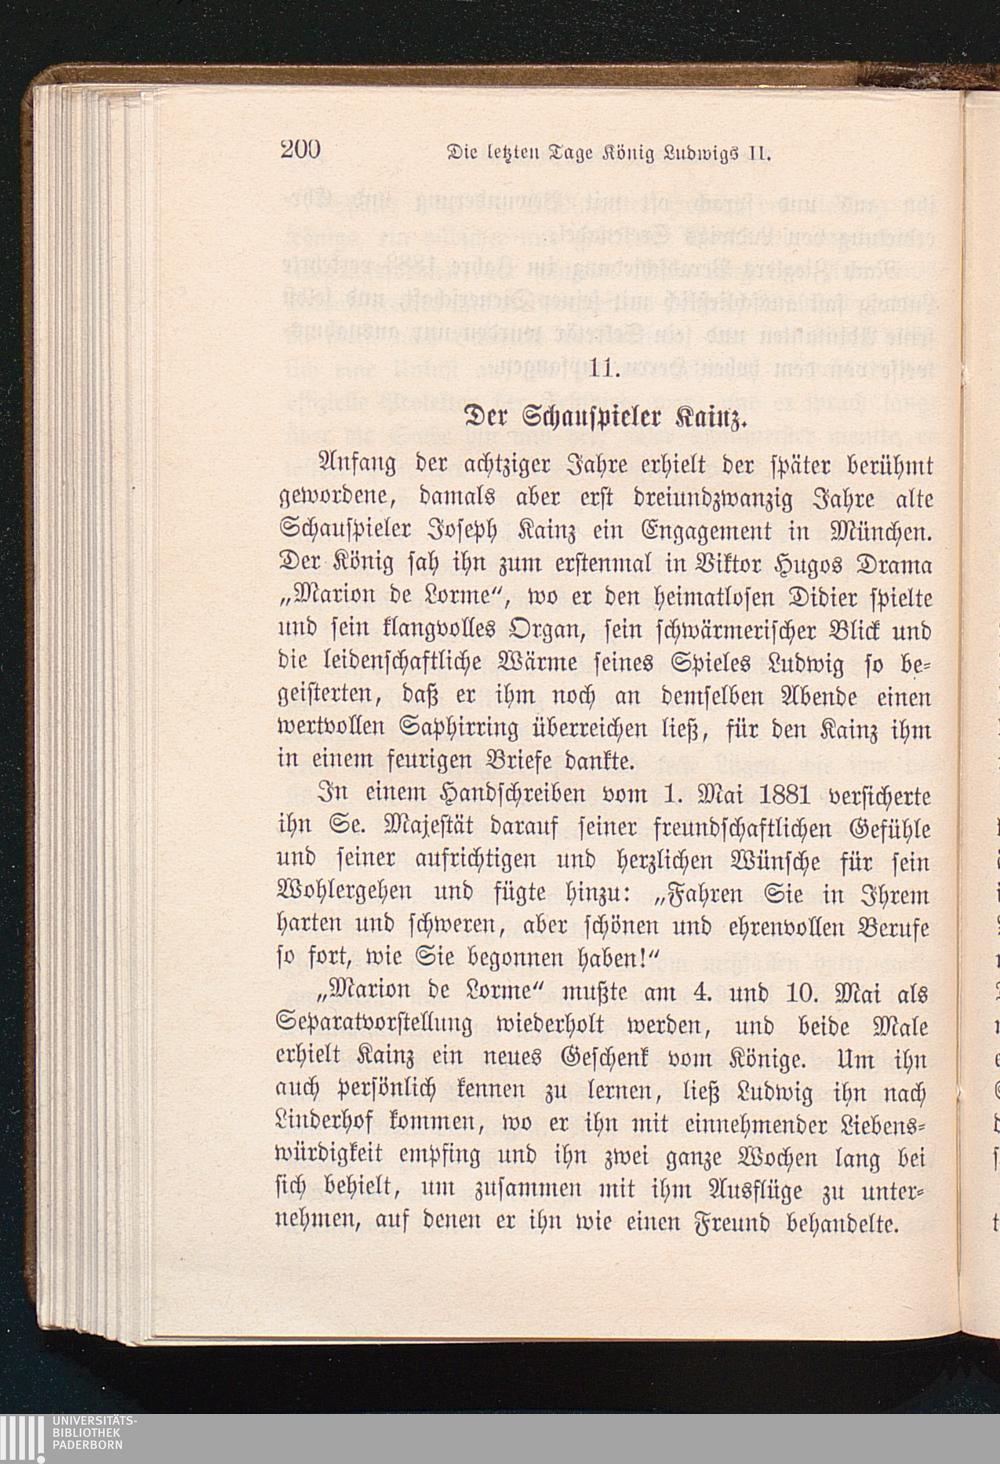 200 Die letzten Tage König Ludwigs II.
11.
Der Schauspieler Kainz.
Anfang der achtziger Jahre erhielt der später berühmt
gewordene, damals aber erst dreiundzwanzig Jahre alte
Schauspieler Joseph Kainz ein Engagement in München.
Der König sah ihn zum erstenmal in Viktor Hugos Drama
„Marion de Lorme“, wo er den heimatlosen Didier spielte
und sein klangvolles Organ, sein schwärmerischer Blick und
die leidenschaftliche Wärme seines Spieles Ludwig so be-
geisterten, daß er ihm noch an demselben Abende einen
wertvollen Saphirring überreichen ließ, für den Kainz ihm
in einem feurigen Briefe dankte.
In einem Handschreiben vom 1. Mai 1881 versicherte
ihn Se. Majestät darauf seiner freundschaftlichen Gefühle
und seiner aufrichtigen und herzlichen Wünsche für sein
Wohlergehen und fügte hinzu: „Fahren Sie in Ihrem
harten und schweren, aber schönen und ehrenvollen Berufe
so fort, wie Sie begonnen haben!“
„Marion de Lorme“ mußte am 4. und 10. Mai als
Separatvorstellung wiederholt werden, und beide Male
erhielt Kainz ein neues Geschenk vom Könige. Um ihn
auch persönlich kennen zu lernen, ließ Ludwig ihn nach
Linderhof kommen, wo er ihn mit einnehmender Liebens-
würdigkeit empfing und ihn zwei ganze Wochen lang bei
sich behielt, um zusammen mit ihm Ausflüge zu unter-
nehmen, auf denen er ihn wie einen Freund behandelte.
UNIVERSITÄTS-
BIBLIOTHEK
PADERBORN